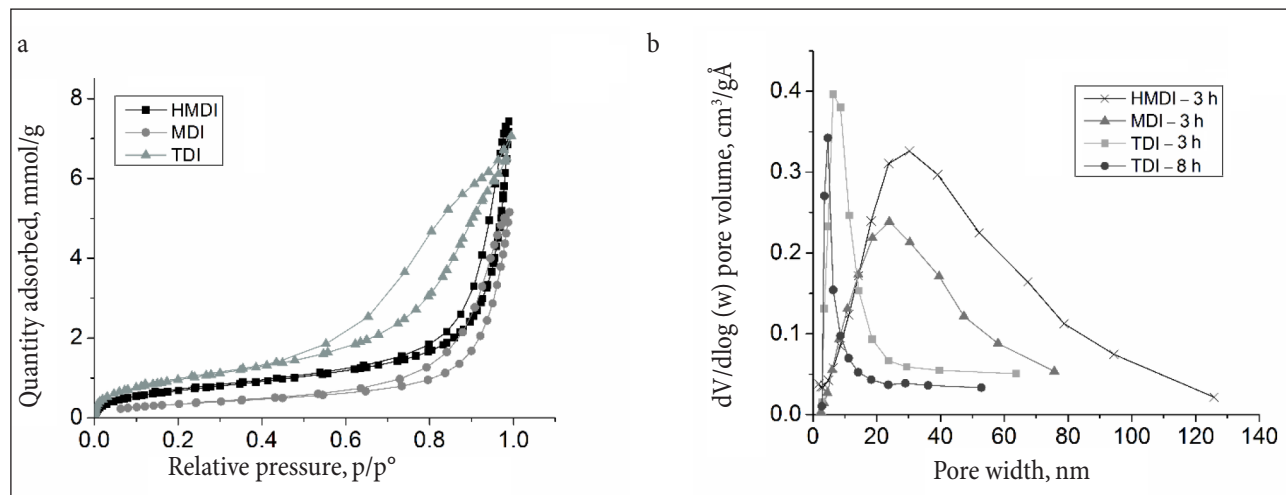 a
Quantity adsorbed, mmol/g
8
6
4
2
0
HMDI
MDI
TDI
0.0 0.2 0.4 0.6 0.8 1.0
Relative pressure, p/p°
b
dV/dlog (w) pore volume, cm³/gÅ
0.4
0.3
0.2
0.1
0.0
HMDI – 3 h
MDI – 3 h
TDI – 3 h
TDI – 8 h
0 20 40 60 80 100 120 140
Pore width, nm